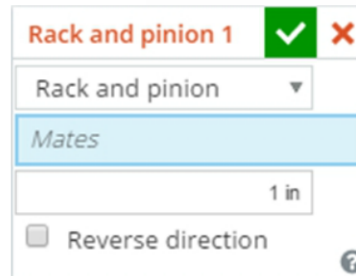 Rack and pinion 1
Rack and pinion
Mates
1 in
Reverse direction
?